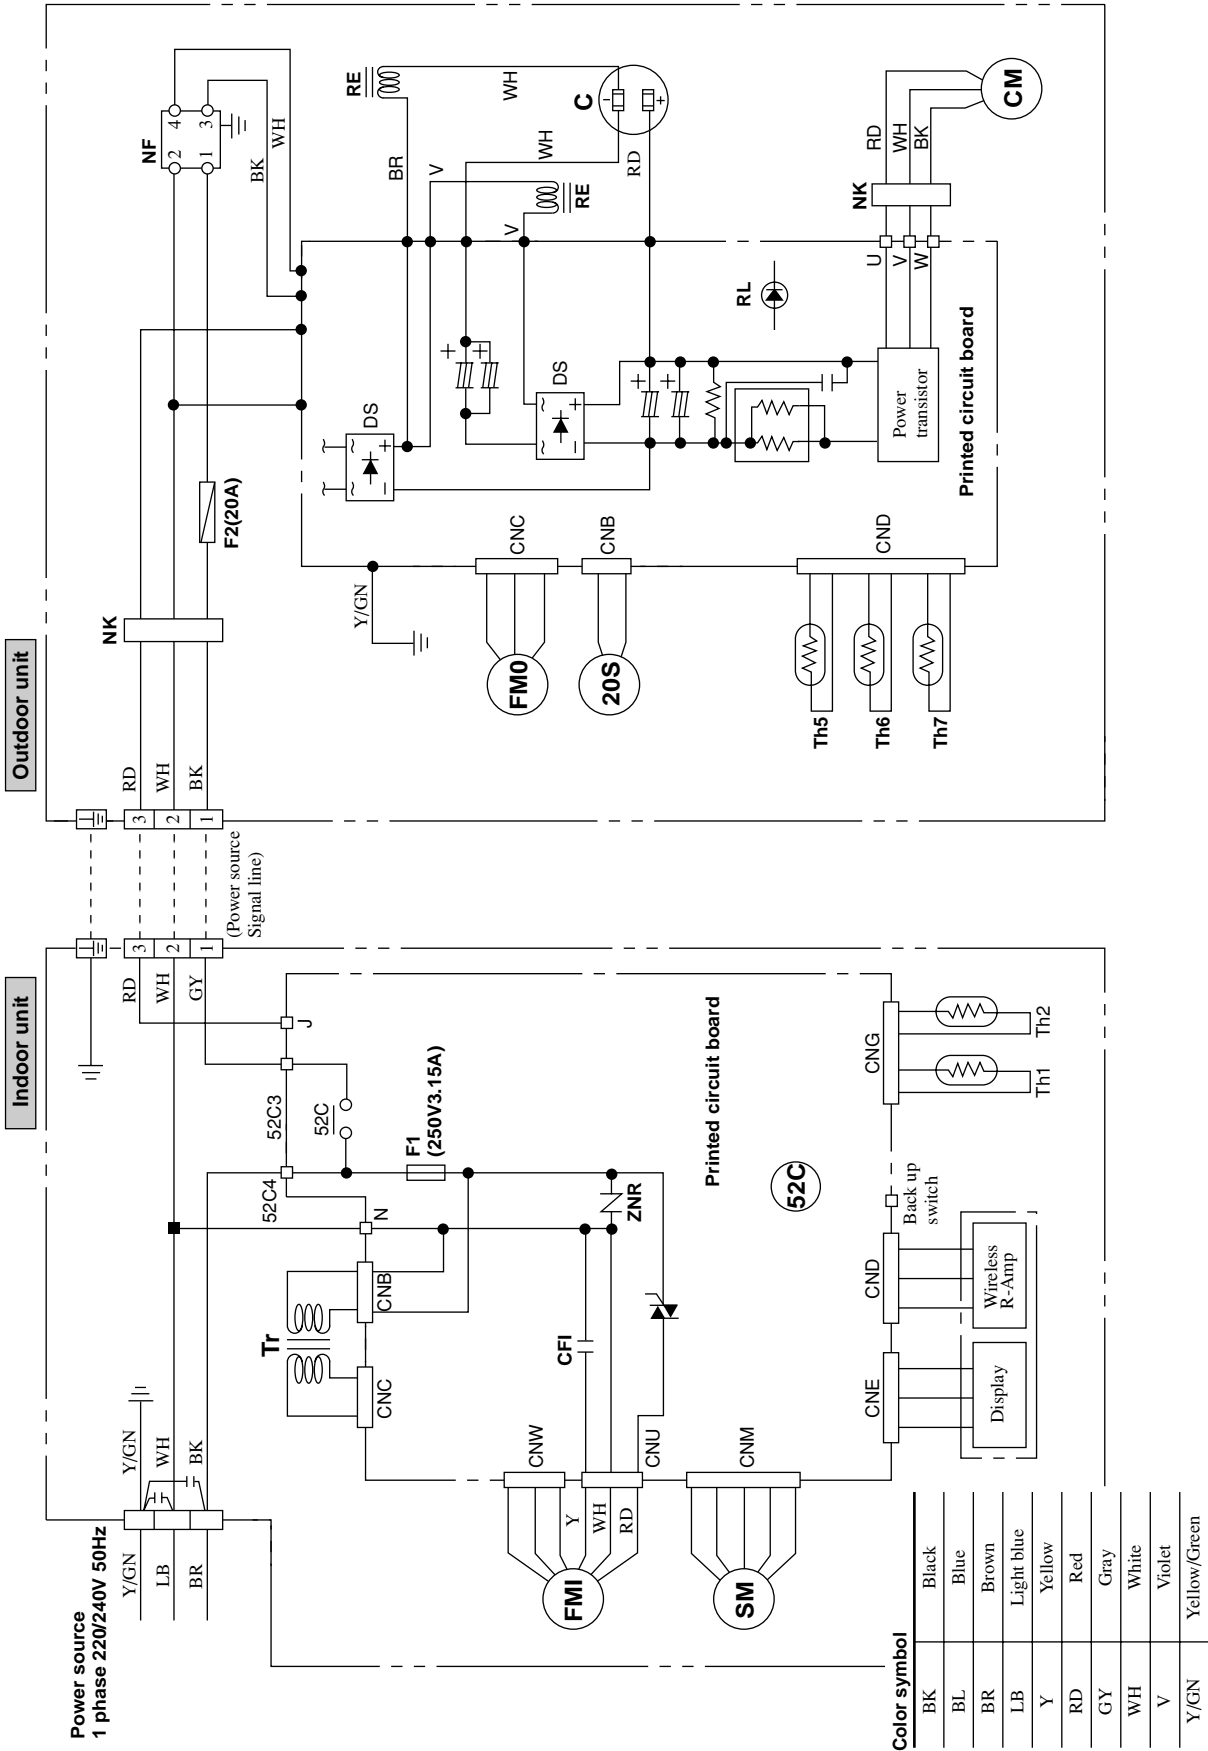 Indoor unit
Outdoor unit
Power source
1 phase 220/240V 50Hz
Y/GN
LB
BR
Y/GN
WH
BK
Tr
CNC
CNB
N
52C4
52C3
52C
F1
(250V3.15A)
J
RD
WH
GY
3
2
1
(Power source
Signal line)
3
2
1
RD
WH
BK
NK
F2(20A)
NF
2
4
1
3
BK
WH
CFI
ZNR
CNW
CNU
CNM
Y
WH
RD
FMI
SM
Printed circuit board
52C
CNE
CND
CNG
Back up
switch
Display
Wireless
R-Amp
Th1
Th2
Y/GN
FM0
20S
CNC
CNB
CND
Th5
Th6
Th7
DS
~
~
–
+
DS
~
~
–
+
+
+
+
+
BR
V
WH
V
RD
RE
WH
RE
C
–
+
RL
Power
transistor
Printed circuit board
U
V
W
NK
RD
WH
BK
CM
Color symbol
BK Black
BL Blue
BR Brown
LB Light blue
Y Yellow
RD Red
GY Gray
WH White
V Violet
Y/GN Yellow/Green